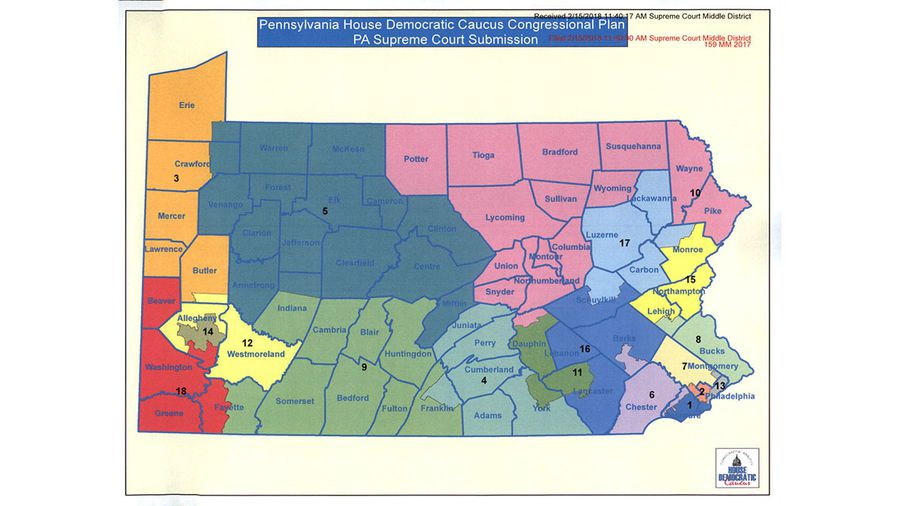 Received 2/15/2018 11:40:17 AM Supreme Court Middle District
Pennsylvania House Democratic Caucus Congressional Plan
PA Supreme Court Submission
Filed 2/15/2018 11:40:00 AM Supreme Court Middle District
159 MM 2017
Erie
Crawford
3
Mercer
Lawrence
Butler
Warren
McKean
Forest
Elk
5
Cameron
Venango
Clarion
Jefferson
Clearfield
Clinton
Centre
Armstrong
Mifflin
Potter
Tioga
Bradford
Susquehanna
Wayne
10
Wyoming
Lackawanna
Pike
Sullivan
Lycoming
Columbia
Montour
Union
Northumberland
Snyder
Luzerne
17
Carbon
Monroe
15
Northampton
Lehigh
Schuylkill
Beaver
Allegheny
14
12
Westmoreland
Washington
18
Greene
Fayette
Indiana
Cambria
Blair
Huntingdon
9
Somerset
Bedford
Fulton
Franklin
Juniata
Perry
Cumberland
4
Adams
York
Dauphin
Lebanon
16
11
Lancaster
Berks
6
Chester
8
Bucks
7
Montgomery
13
2
Philadelphia
1
HOUSE
DEMOCRATIC
Caucus